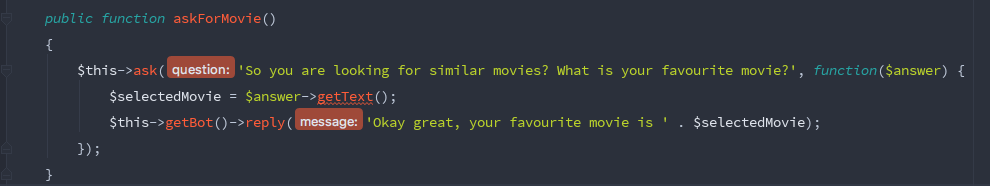 public function askForMovie()
{
$this->ask( question: 'So you are looking for similar movies? What is your favourite movie?', function($answer) {
$selectedMovie = $answer->getText();
$this->getBot()->reply( message: 'Okay great, your favourite movie is ' . $selectedMovie);
});
}